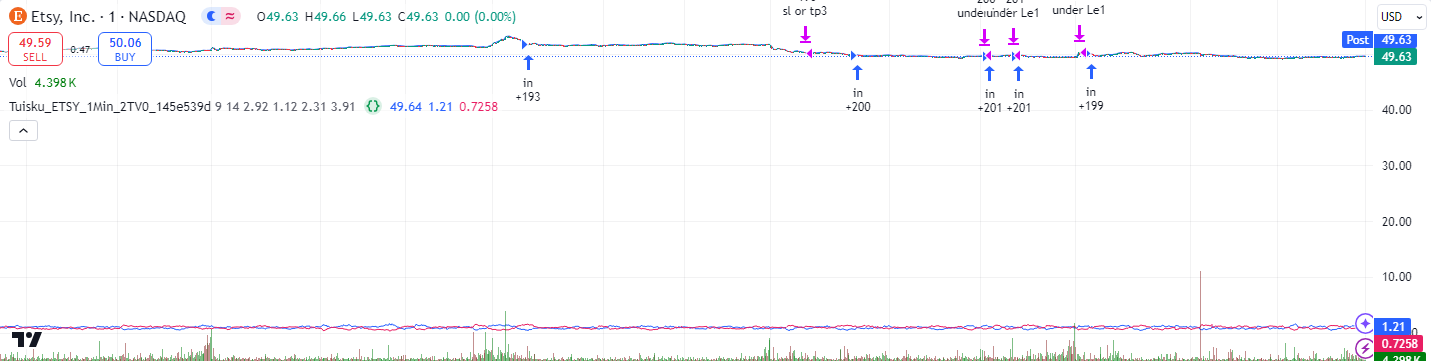 E Etsy, Inc. · 1 · NASDAQ O49.63 H49.66 L49.63 C49.63 0.00 (0.00%)
USD
sl or tp3
under Le1
under Le1
49.59
SELL
0.47
50.06
BUY
Post 49.63
49.63
Vol 4.398 K
in
+193
in
+200
in
+201
in
+201
in
+199
Tuisku_ETSY_1Min_2TV0_145e539d 9 14 2.92 1.12 2.31 3.91 {} 49.64 1.21 0.7258
40.00
30.00
20.00
10.00
1.21
0.7258
4.398 K